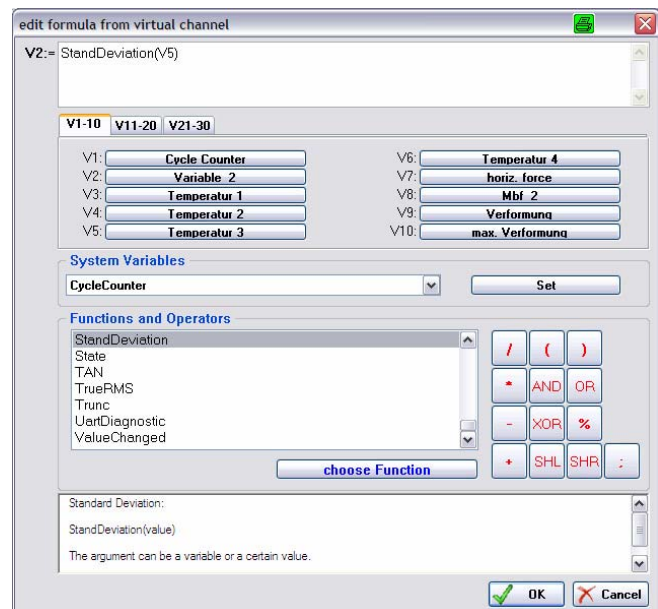 edit formula from virtual channel
V2:= StandDeviation(V5)
V1-10 V11-20 V21-30
V1: Cycle Counter V6: Temperatur 4
V2: Variable 2 V7: horiz. force
V3: Temperatur 1 V8: Mbf 2
V4: Temperatur 2 V9: Verformung
V5: Temperatur 3 V10: max. Verformung
System Variables
CycleCounter Set
Functions and Operators
StandDeviation
State
TAN
TrueRMS
Trunc
UartDiagnostic
ValueChanged
/ ( )
* AND OR
- XOR %
+ SHL SHR ;
choose Function
Standard Deviation:
StandDeviation(value)
The argument can be a variable or a certain value.
OK Cancel